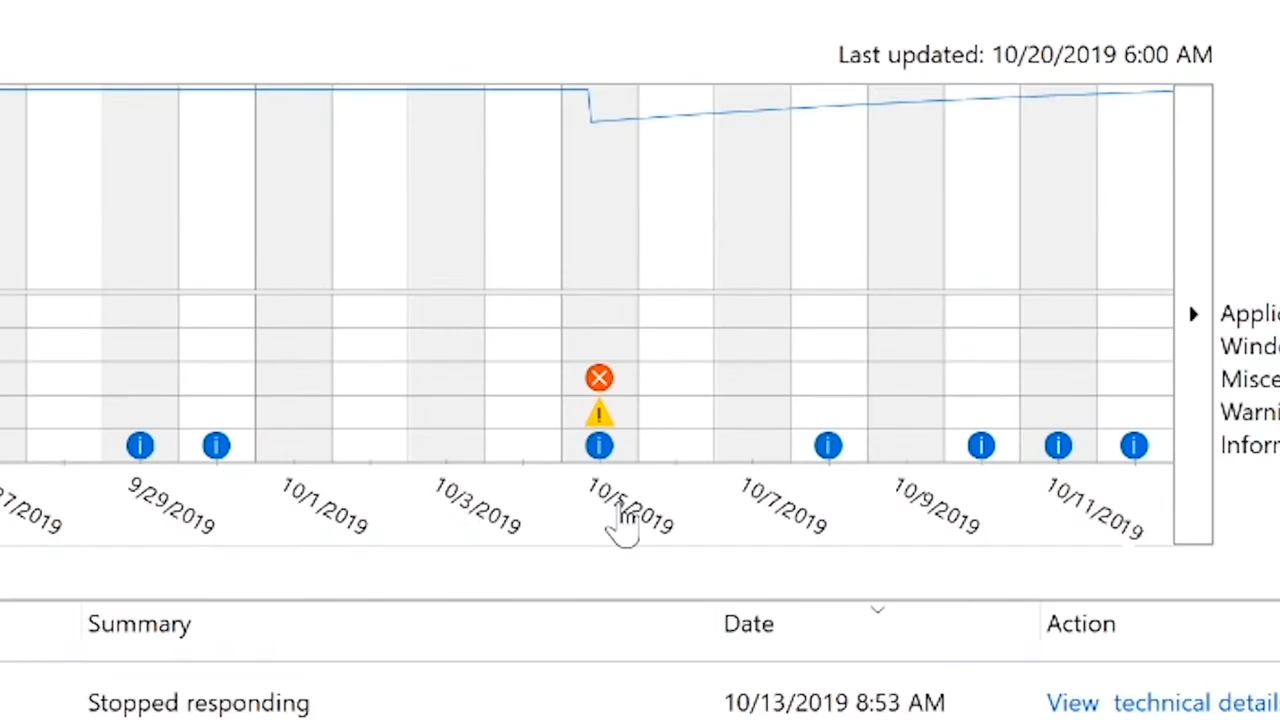 Last updated: 10/20/2019 6:00 AM
Appli
Windo
Misce
Warni
Inform
27/2019
9/29/2019
10/1/2019
10/3/2019
10/5/2019
10/7/2019
10/9/2019
10/11/2019
Summary Date Action
Stopped responding 10/13/2019 8:53 AM View technical detail